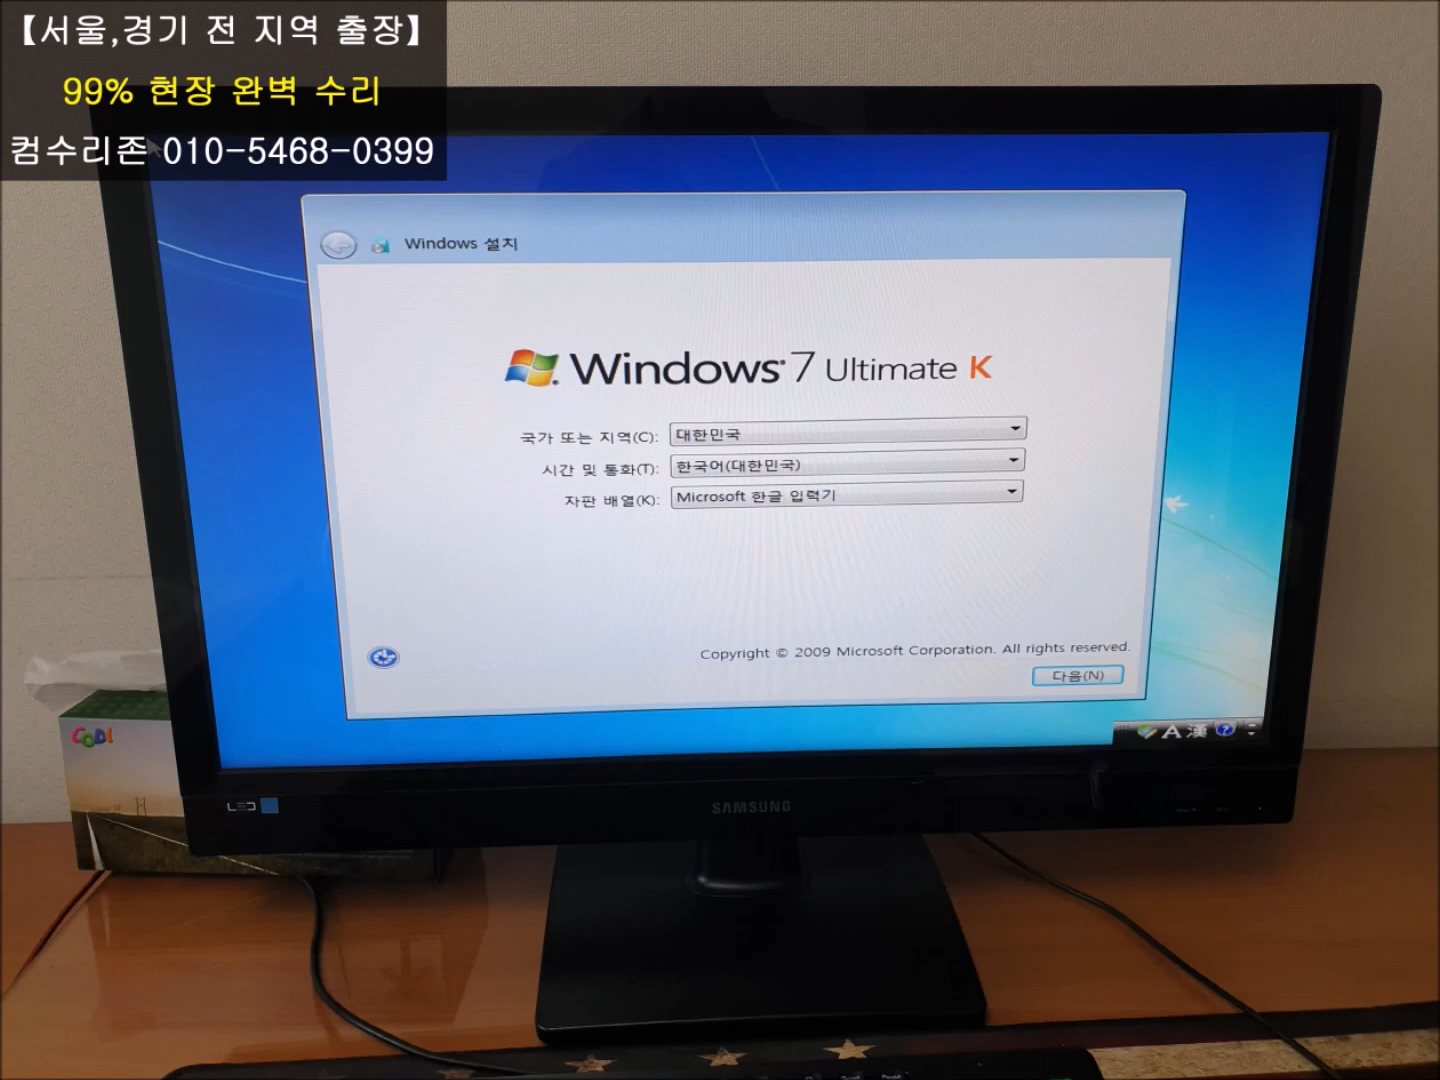 【서울,경기 전 지역 출장】
99% 현장 완벽 수리
컴수리존 010-5468-0399
Windows 설치
Windows 7 Ultimate K
국가 또는 지역(C): 대한민국
시간 및 통화(T): 한국어(대한민국)
자판 배열(K): Microsoft 한글 입력기
Copyright © 2009 Microsoft Corporation. All rights reserved.
다음(N)
A 漢 ?
CODI
LED
SAMSUNG